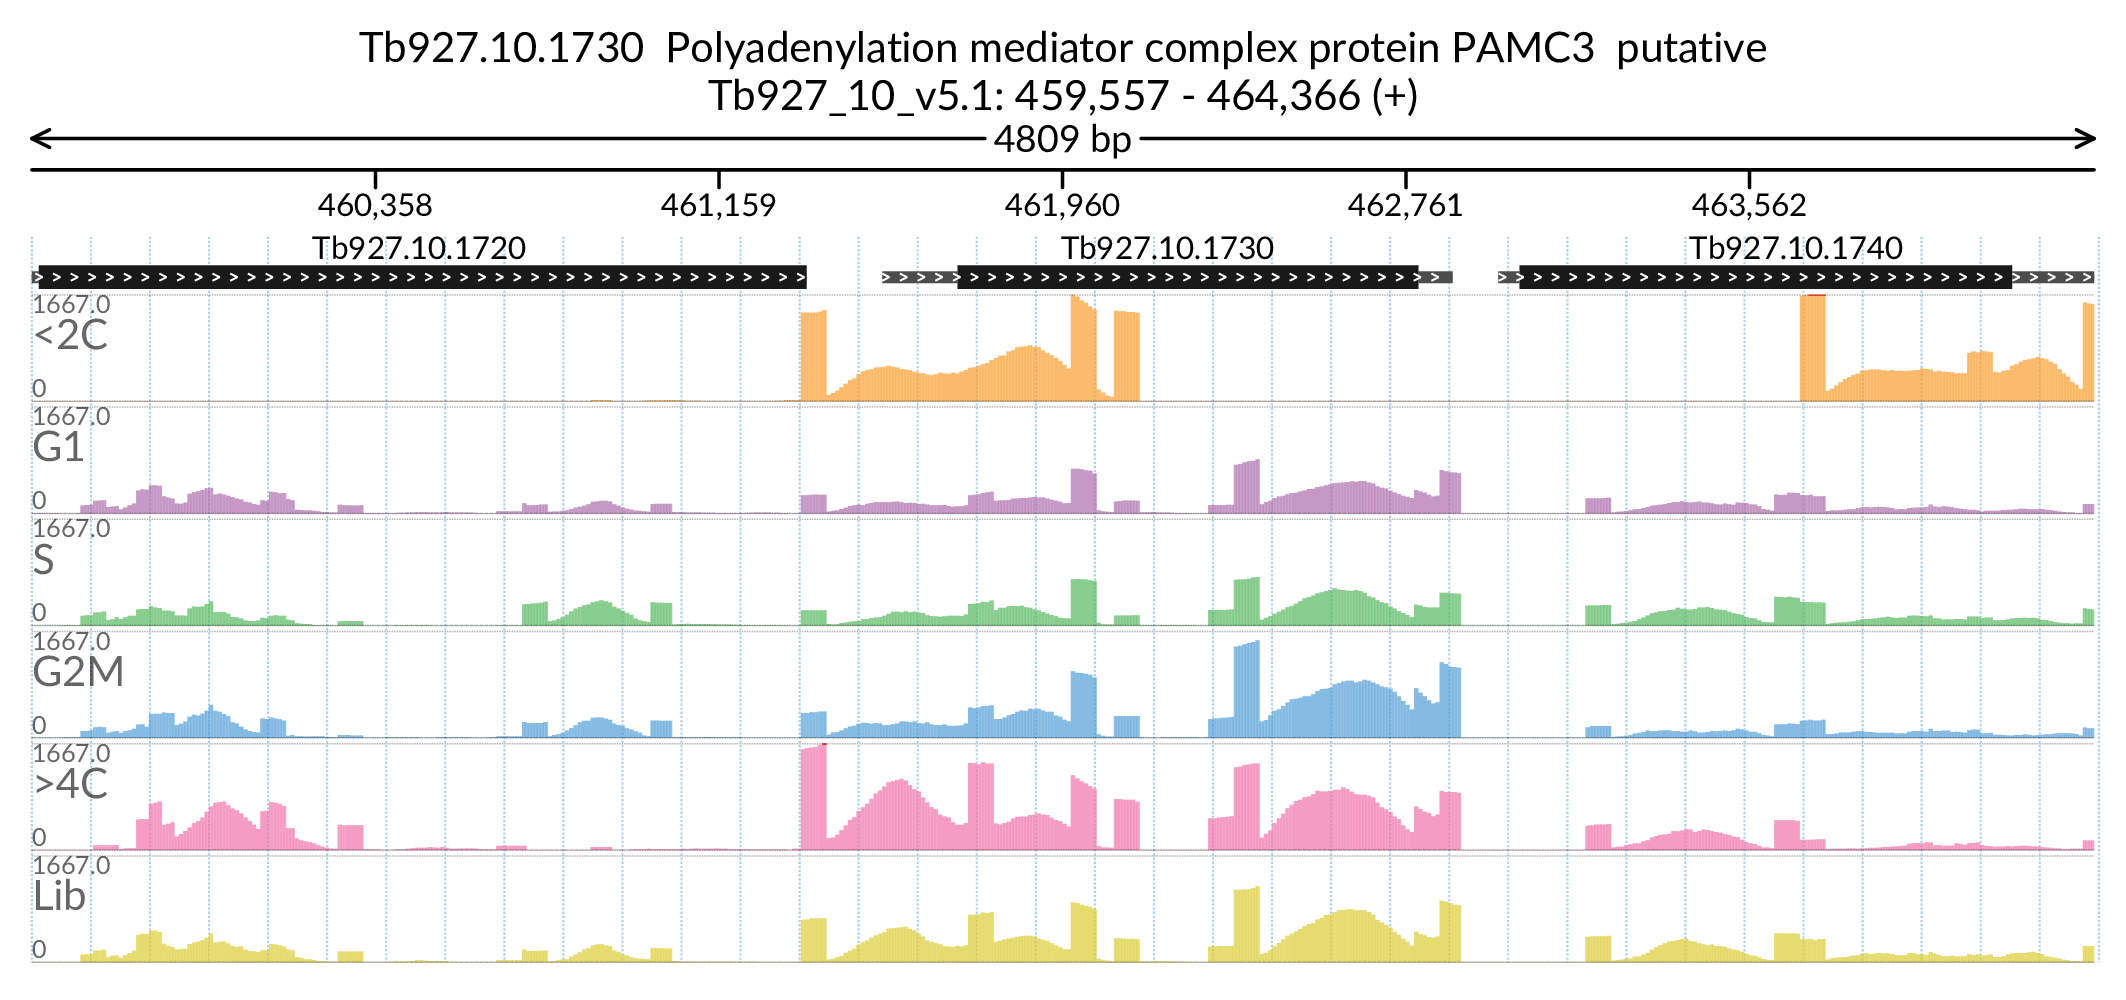 Tb927.10.1730  Polyadenylation mediator complex protein PAMC3  putative
Tb927_10_v5.1: 459,557 - 464,366 (+)
4809 bp
460,358 461,159 461,960 462,761 463,562
Tb927.10.1720 Tb927.10.1730 Tb927.10.1740
1667.0
<2C
0
1667.0
G1
0
1667.0
S
0
1667.0
G2M
0
1667.0
>4C
0
1667.0
Lib
0